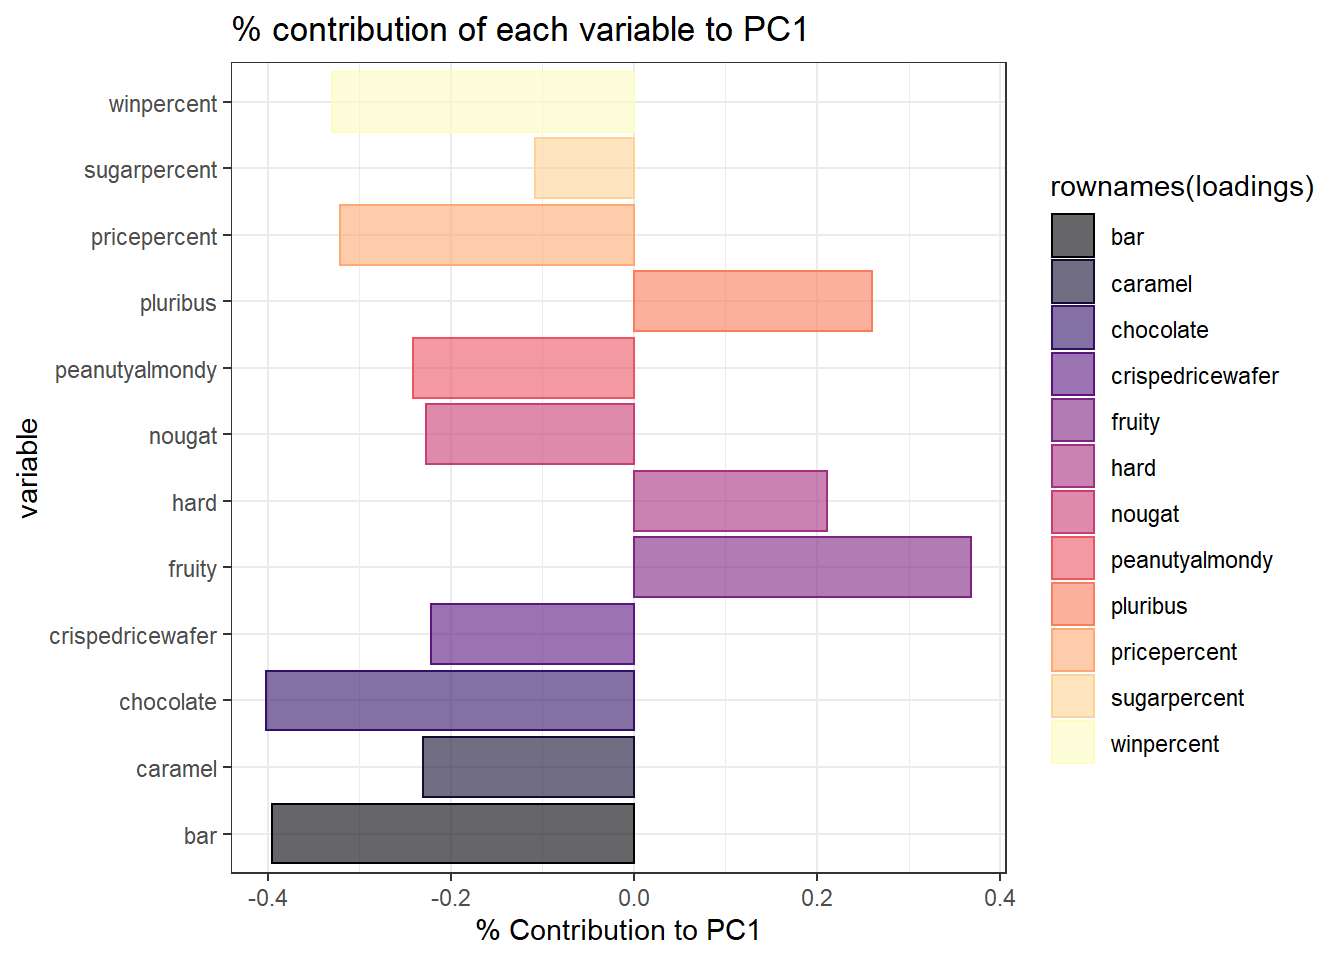 % contribution of each variable to PC1
variable
winpercent
sugarpercent
pricepercent
pluribus
peanutyalmondy
nougat
hard
fruity
crispedricewafer
chocolate
caramel
bar
-0.4 -0.2 0.0 0.2 0.4
% Contribution to PC1
rownames(loadings)
bar
caramel
chocolate
crispedricewafer
fruity
hard
nougat
peanutyalmondy
pluribus
pricepercent
sugarpercent
winpercent